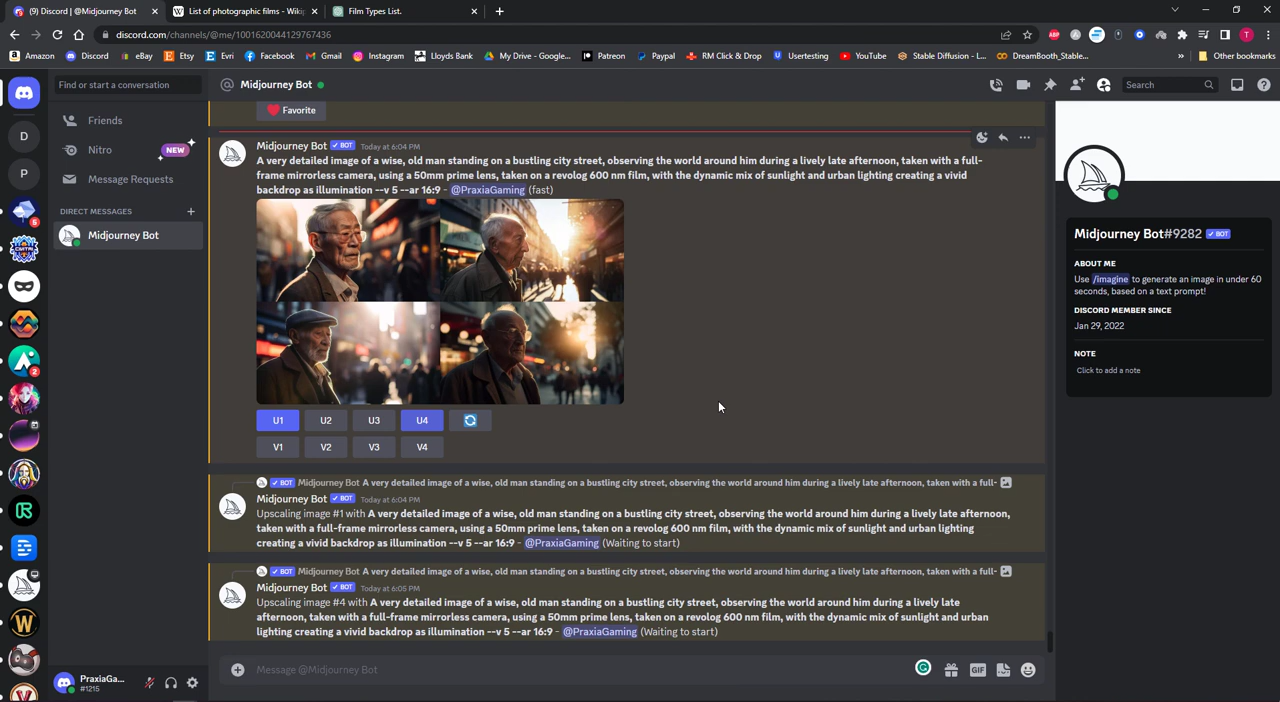 (9) Discord | @Midjourney Bot
List of photographic films - Wiki
Film Types List.
discord.com/channels/@me/1001620044129767436
Amazon Discord eBay Etsy Evri Facebook Gmail Instagram Lloyds Bank My Drive - Google... Patreon Paypal RM Click & Drop Usertesting YouTube Stable Diffusion - L... DreamBooth_Stable... » Other bookmarks
Find or start a conversation
Midjourney Bot
Search
Friends
Nitro NEW
Message Requests
DIRECT MESSAGES +
Midjourney Bot
D
P
5
2
W
Favorite
Midjourney Bot BOT Today at 6:04 PM
A very detailed image of a wise, old man standing on a bustling city street, observing the world around him during a lively late afternoon, taken with a full-
frame mirrorless camera, using a 50mm prime lens, taken on a revolog 600 nm film, with the dynamic mix of sunlight and urban lighting creating a vivid
backdrop as illumination --v 5 --ar 16:9 - @PraxiaGaming (fast)
U1 U2 U3 U4
V1 V2 V3 V4
BOT Midjourney Bot A very detailed image of a wise, old man standing on a bustling city street, observing the world around him during a lively late afternoon, taken with a full-
Midjourney Bot BOT Today at 6:04 PM
Upscaling image #1 with A very detailed image of a wise, old man standing on a bustling city street, observing the world around him during a lively late afternoon,
taken with a full-frame mirrorless camera, using a 50mm prime lens, taken on a revolog 600 nm film, with the dynamic mix of sunlight and urban lighting
creating a vivid backdrop as illumination --v 5 --ar 16:9 - @PraxiaGaming (Waiting to start)
BOT Midjourney Bot A very detailed image of a wise, old man standing on a bustling city street, observing the world around him during a lively late afternoon, taken with a full-
Midjourney Bot BOT Today at 6:05 PM
Upscaling image #4 with A very detailed image of a wise, old man standing on a bustling city street, observing the world around him during a lively late
afternoon, taken with a full-frame mirrorless camera, using a 50mm prime lens, taken on a revolog 600 nm film, with the dynamic mix of sunlight and urban
lighting creating a vivid backdrop as illumination --v 5 --ar 16:9 - @PraxiaGaming (Waiting to start)
Message @Midjourney Bot
GIF
PraxiaGa...
#1215
Midjourney Bot#9282 BOT
ABOUT ME
Use /imagine to generate an image in under 60
seconds, based on a text prompt!
DISCORD MEMBER SINCE
Jan 29, 2022
NOTE
Click to add a note